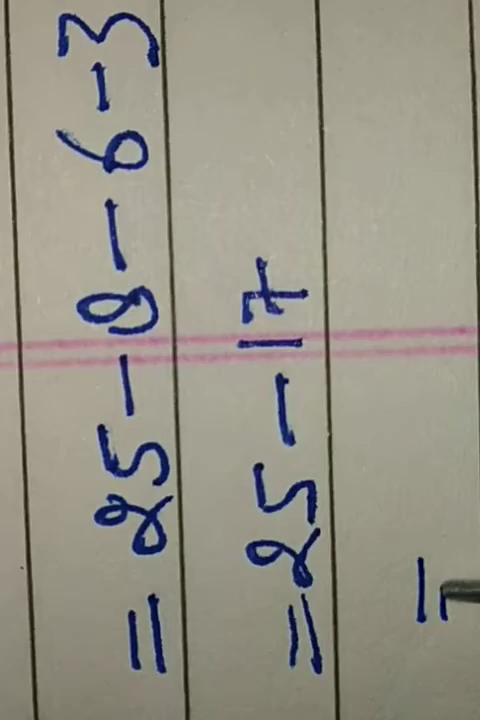 = 25 - 8 - 6 - 3
= 25 - 17
=